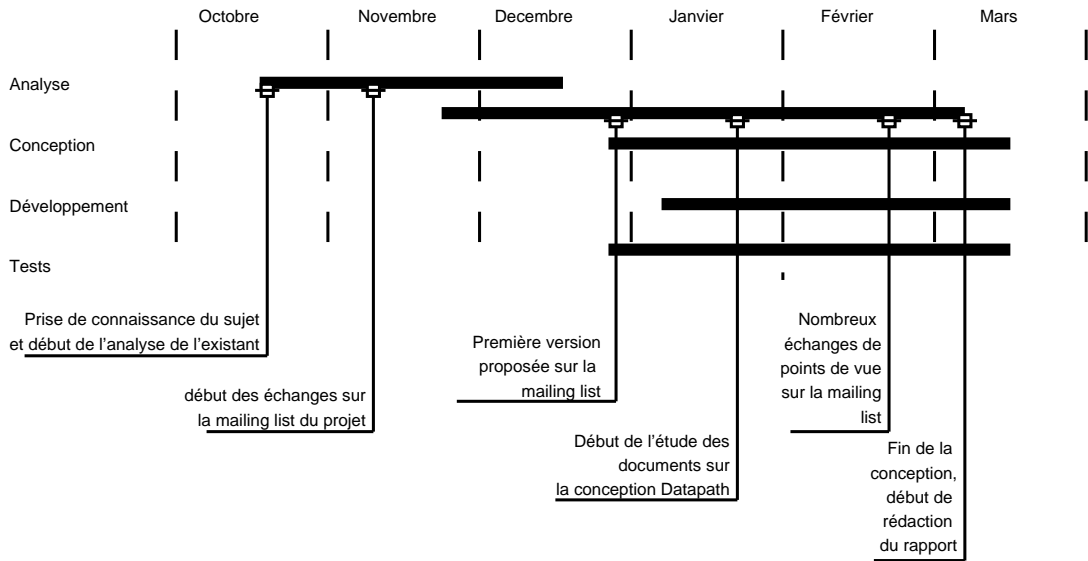 Octobre
Novembre
Decembre
Janvier
Février
Mars
Analyse
Conception
Développement
Tests
Prise de connaissance du sujet
et début de l'analyse de l'existant
début des échanges sur
la mailing list du projet
Première version
proposée sur la
mailing list
Début de l'étude des
documents sur
la conception Datapath
Nombreux
échanges de
points de vue
sur la mailing
list
Fin de la
conception,
début de
rédaction
du rapport